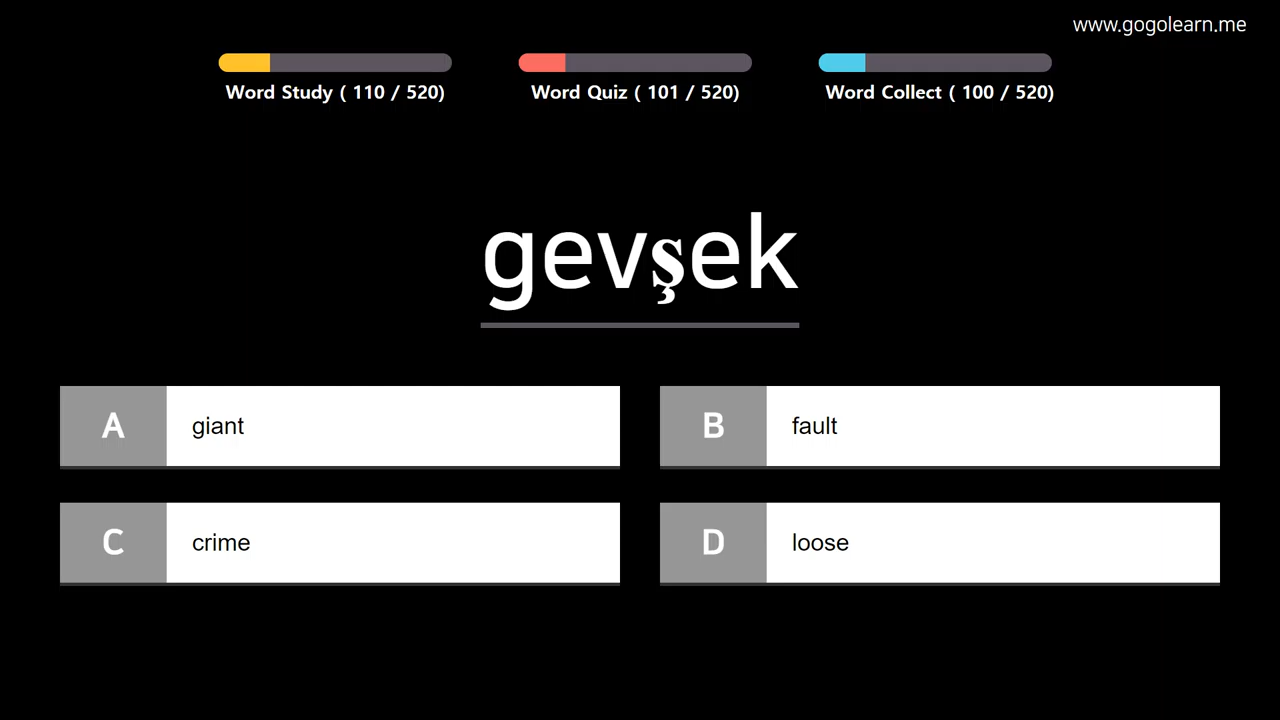 www.gogolearn.me
Word Study ( 110 / 520)
Word Quiz ( 101 / 520)
Word Collect ( 100 / 520)
gevşek
A giant
B fault
C crime
D loose